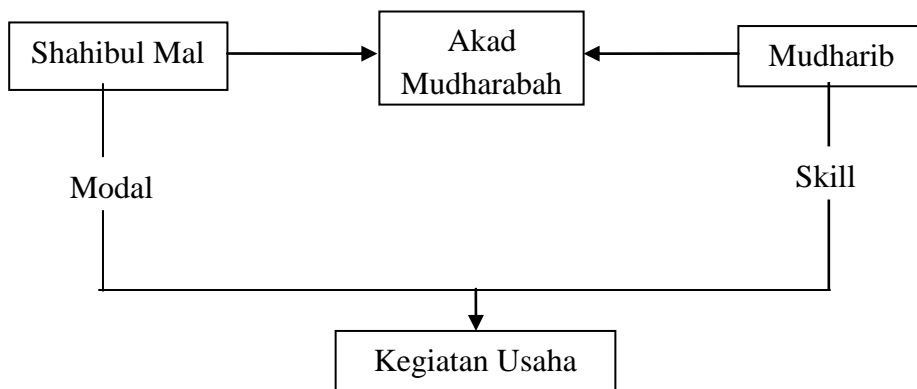 Shahibul Mal
Akad
Mudharabah
Mudharib
Modal
Skill
Kegiatan Usaha